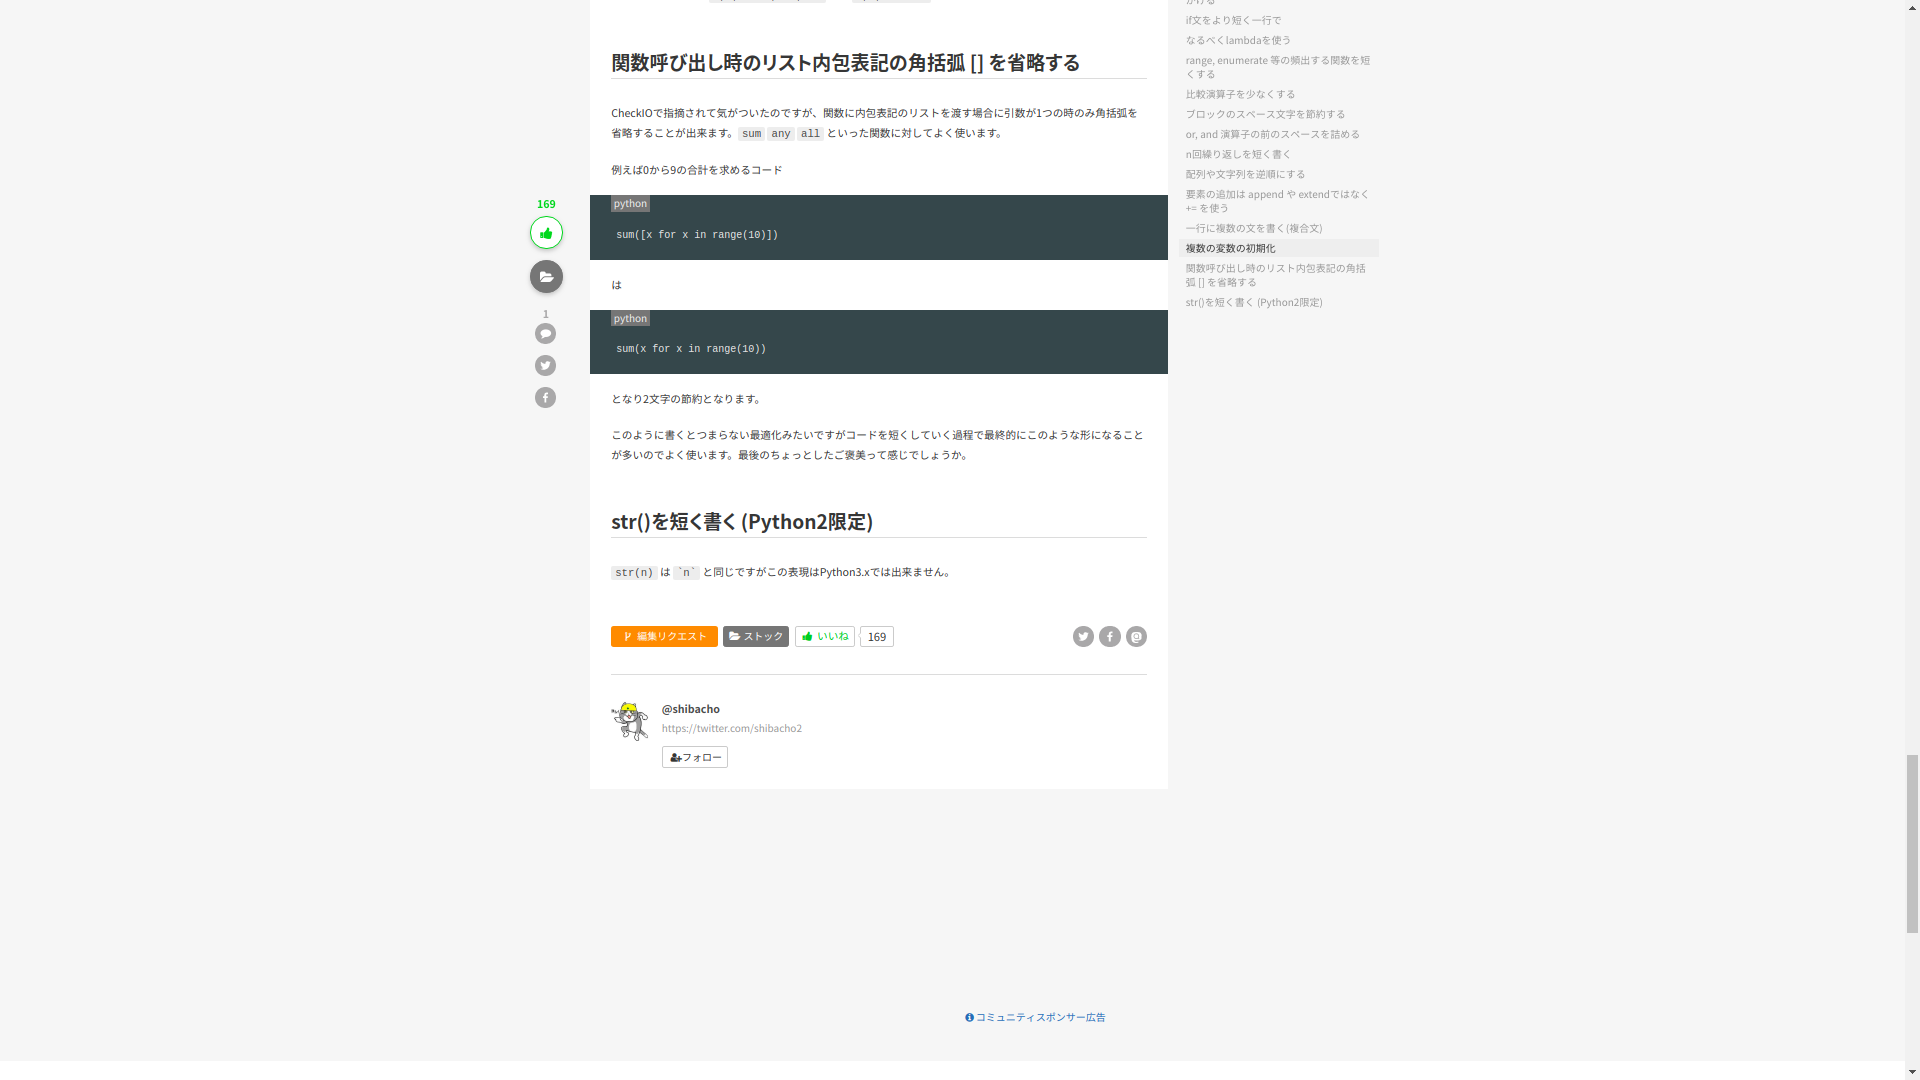 関数呼び出し時のリスト内包表記の角括弧 [] を省略する
CheckIOで指摘されて気がついたのですが、関数に内包表記のリストを渡す場合に引数が1つの時のみ角括弧を
省略することが出来ます。 sum any all といった関数に対してよく使います。
例えば0から9の合計を求めるコード
python
sum([x for x in range(10)])
は
python
sum(x for x in range(10))
となり2文字の節約となります。
このように書くとつまらない最適化みたいですがコードを短くしていく過程で最終的にこのような形になること
が多いのでよく使います。最後のちょっとしたご褒美って感じでしょうか。
str()を短く書く (Python2限定)
str(n) は `n` と同じですがこの表現はPython3.xでは出来ません。
編集リクエスト ストック いいね 169
@shibacho
https://twitter.com/shibacho2
フォロー
169
1
かける
if文をより短く一行で
なるべくlambdaを使う
range, enumerate 等の頻出する関数を短
くする
比較演算子を少なくする
ブロックのスペース文字を節約する
or, and 演算子の前のスペースを詰める
n回繰り返しを短く書く
配列や文字列を逆順にする
要素の追加は append や extendではなく
+= を使う
一行に複数の文を書く(複合文)
複数の変数の初期化
関数呼び出し時のリスト内包表記の角括
弧 [] を省略する
str()を短く書く (Python2限定)
コミュニティスポンサー広告